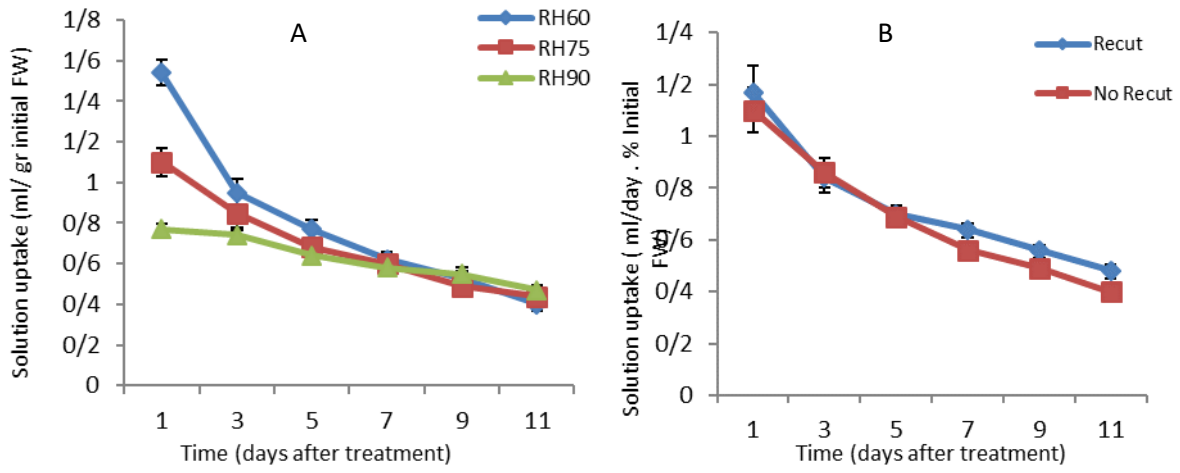 A
RH60
RH75
RH90
Solution uptake (ml/ gr initial FW)
1/8
1/6
1/4
1/2
1
0/8
0/6
0/4
0/2
0
1 3 5 7 9 11
Time (days after treatment)
B
Recut
No Recut
Solution uptake ( ml/day . % Initial
FW)
1/4
1/2
1
0/8
0/6
0/4
0/2
0
1 3 5 7 9 11
Time (days after treatment)